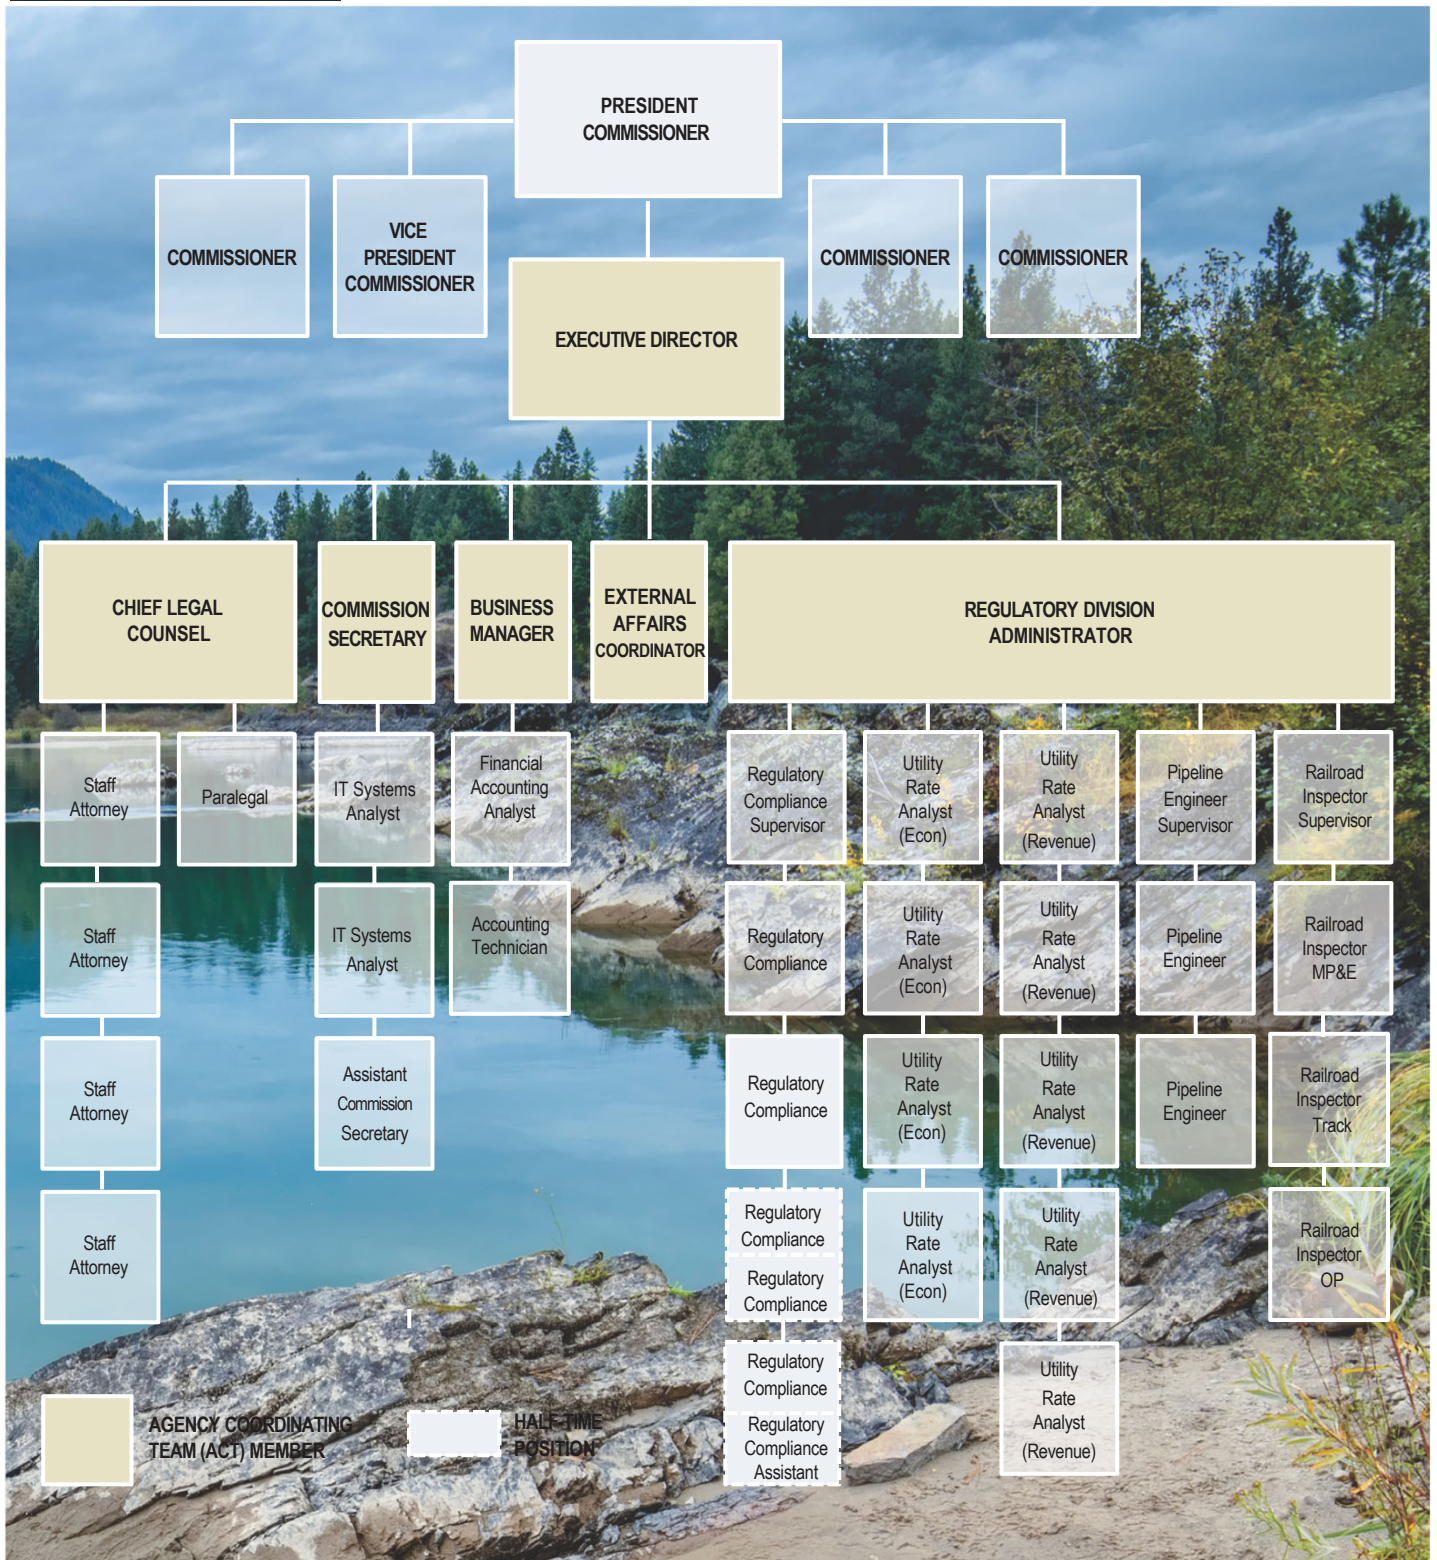 PRESIDENT
COMMISSIONER
COMMISSIONER
VICE
PRESIDENT
COMMISSIONER
COMMISSIONER
COMMISSIONER
EXECUTIVE DIRECTOR
CHIEF LEGAL
COUNSEL
COMMISSION
SECRETARY
BUSINESS
MANAGER
EXTERNAL
AFFAIRS
COORDINATOR
REGULATORY DIVISION
ADMINISTRATOR
Staff
Attorney
Paralegal
IT Systems
Analyst
Financial
Accounting
Analyst
Regulatory
Compliance
Supervisor
Utility
Rate
Analyst
(Econ)
Utility
Rate
Analyst
(Revenue)
Pipeline
Engineer
Supervisor
Railroad
Inspector
Supervisor
Staff
Attorney
IT Systems
Analyst
Accounting
Technician
Regulatory
Compliance
Utility
Rate
Analyst
(Econ)
Utility
Rate
Analyst
(Revenue)
Pipeline
Engineer
Railroad
Inspector
MP&E
Staff
Attorney
Assistant
Commission
Secretary
Regulatory
Compliance
Utility
Rate
Analyst
(Econ)
Utility
Rate
Analyst
(Revenue)
Pipeline
Engineer
Railroad
Inspector
Track
Staff
Attorney
Regulatory
Compliance
Regulatory
Compliance
Utility
Rate
Analyst
(Econ)
Utility
Rate
Analyst
(Revenue)
Railroad
Inspector
OP
Regulatory
Compliance
Regulatory
Compliance
Assistant
Utility
Rate
Analyst
(Revenue)
AGENCY COORDINATING
TEAM (ACT) MEMBER
HALF-TIME
POSITION